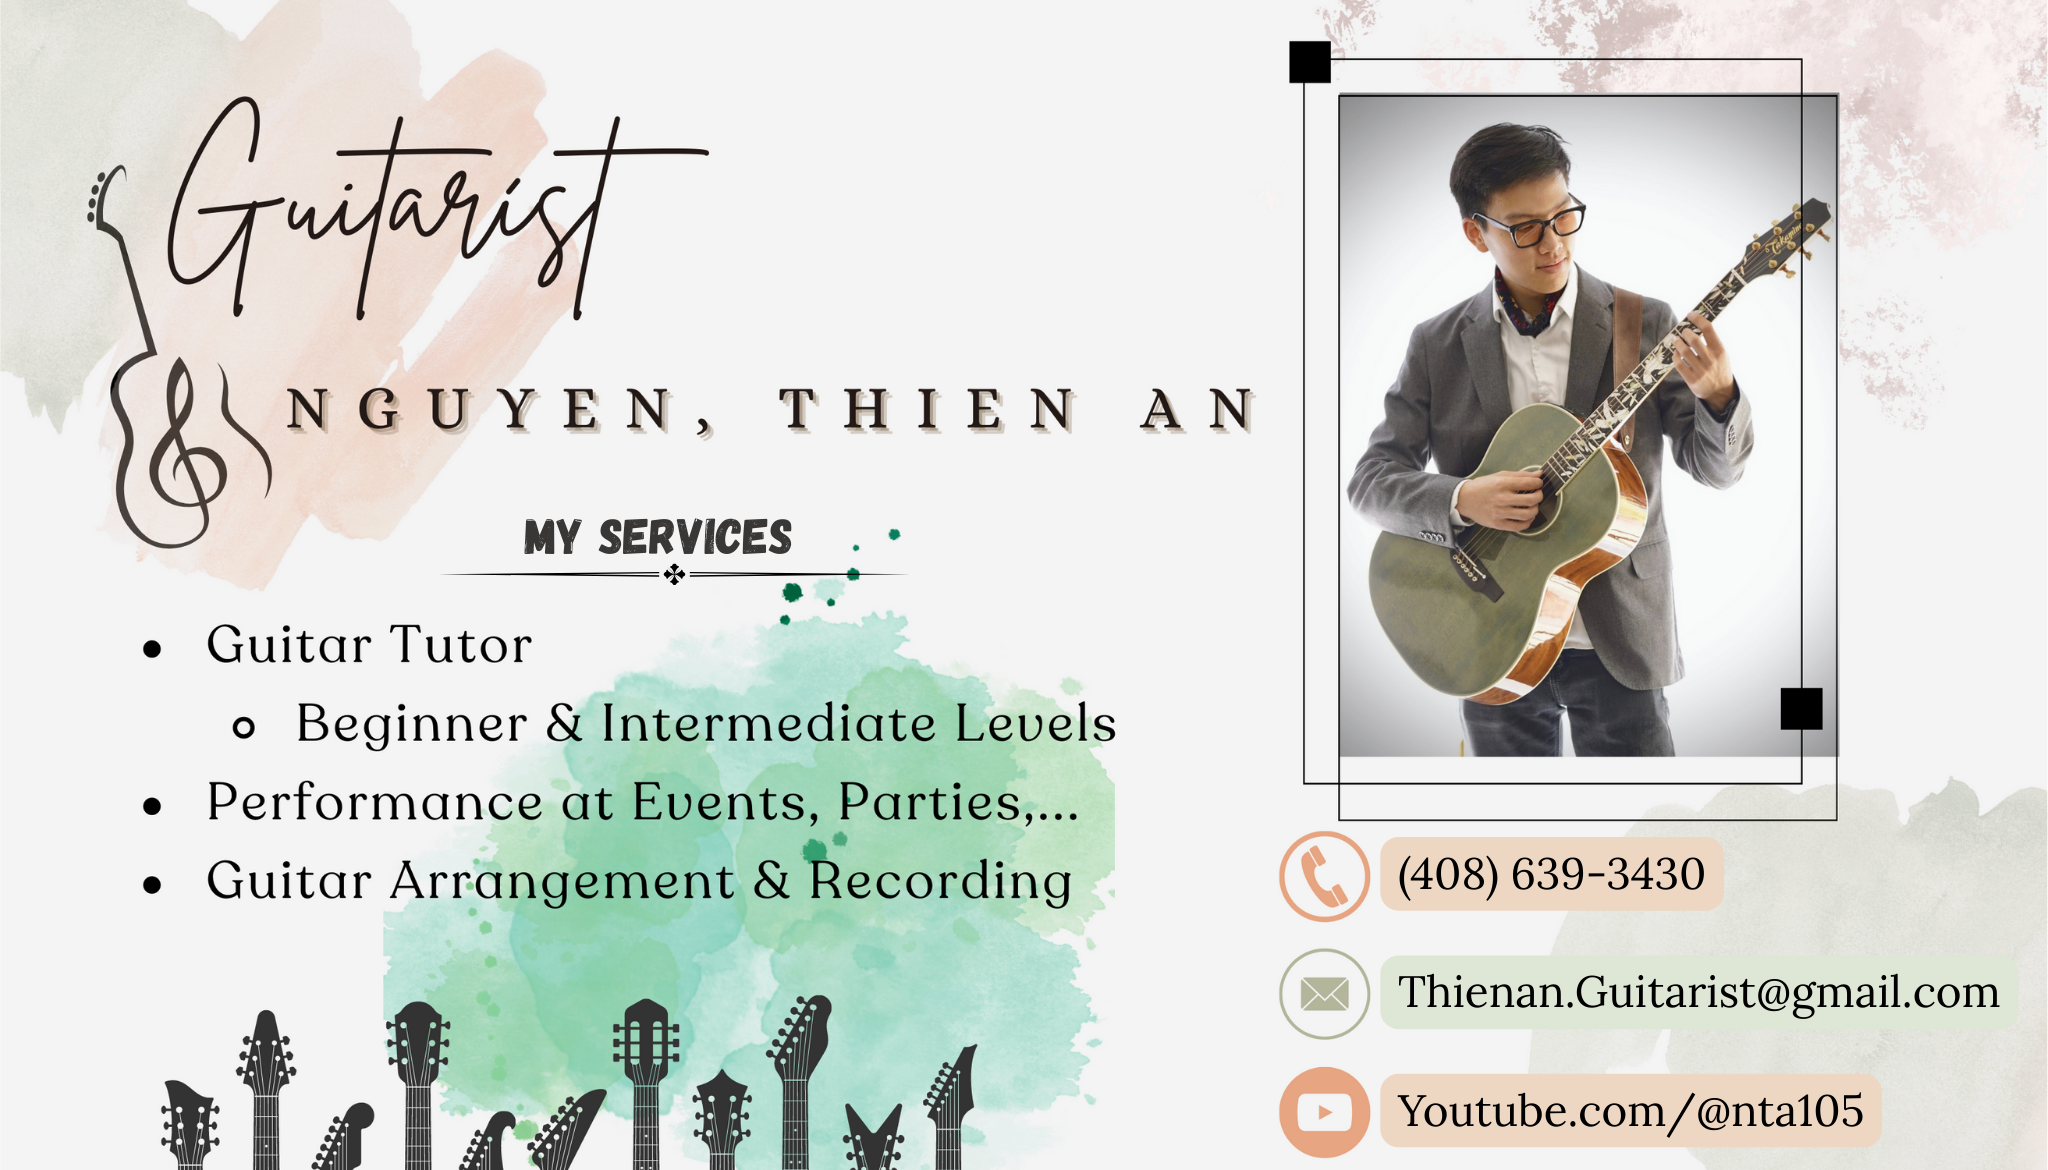 Guitarist
NGUYEN, THIEN AN
MY SERVICES
• Guitar Tutor
○ Beginner & Intermediate Levels
• Performance at Events, Parties,...
• Guitar Arrangement & Recording
Takamine
(408) 639-3430
Thienan.Guitarist@gmail.com
Youtube.com/@nta105